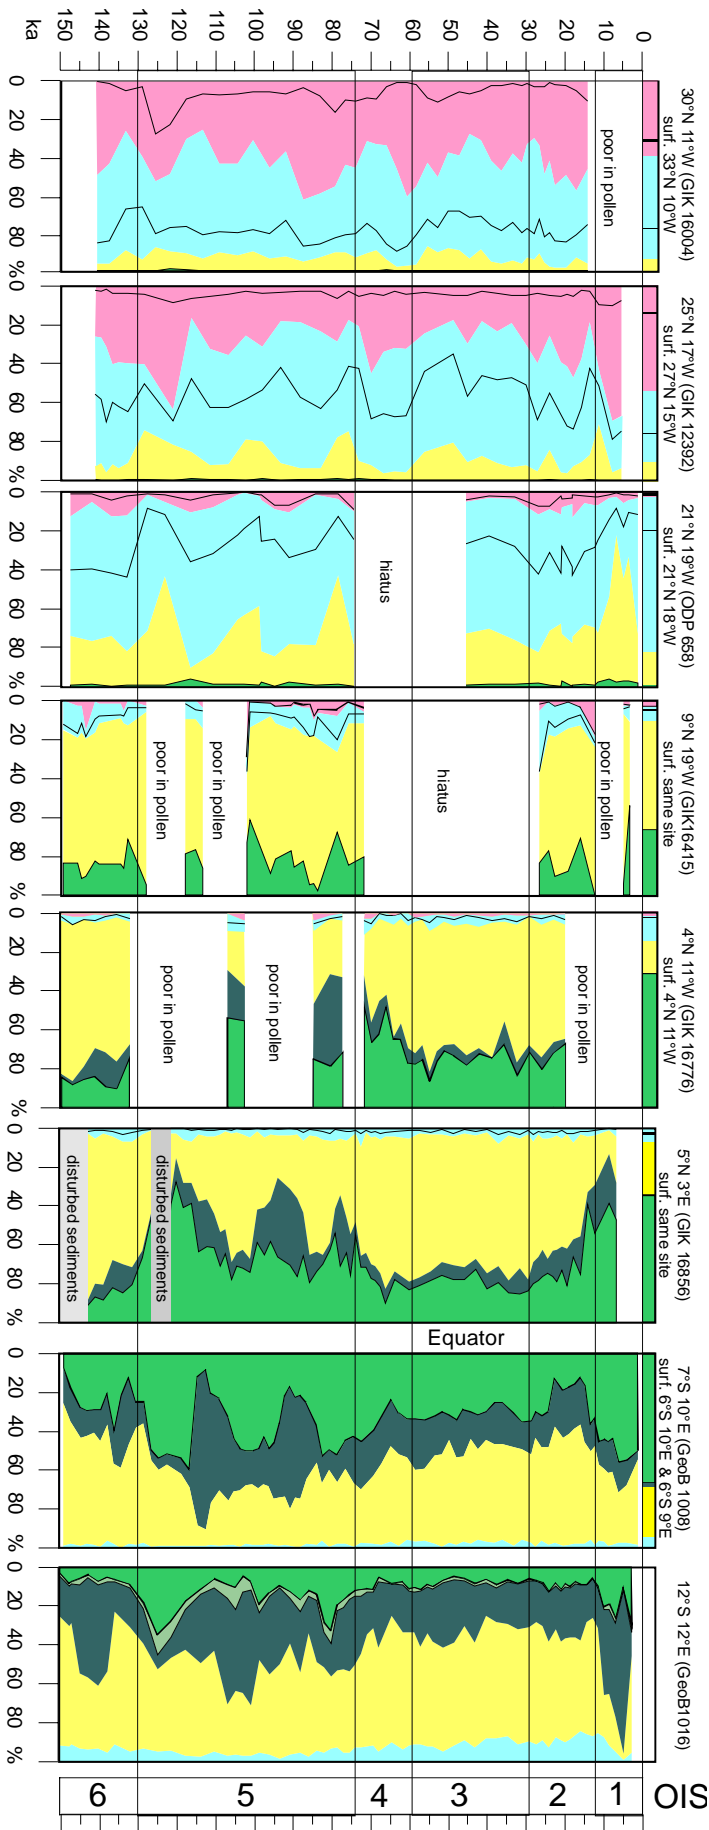 ka
150
140
130
120
110
100
90
80
70
60
50
40
30
20
10
0
0
20
40
60
80
%
30°N 11°W (GIK 16004)
surf. 33°N 10°W
poor in pollen
0
20
40
60
80
%
25°N 17°W (GIK 12392)
surf. 27°N 15°W
0
20
40
60
80
%
21°N 19°W (ODP 658)
surf. 21°N 18°W
hiatus
0
20
40
60
80
%
9°N 19°W (GIK16415)
surf. same site
poor in pollen
poor in pollen
hiatus
poor in pollen
0
20
40
60
80
%
4°N 11°W (GIK 16776)
surf. 4°N 11°W
poor in pollen
poor in pollen
poor in pollen
0
20
40
60
80
%
5°N 3°E (GIK 16856)
surf. same site
disturbed sediments
disturbed sediments
Equator
0
20
40
60
80
%
7°S 10°E (GeoB 1008)
surf. 6°S 10°E & 6°S 9°E
0
20
40
60
80
%
12°S 12°E (GeoB1016)
6
5
4
3
2
1
OIS